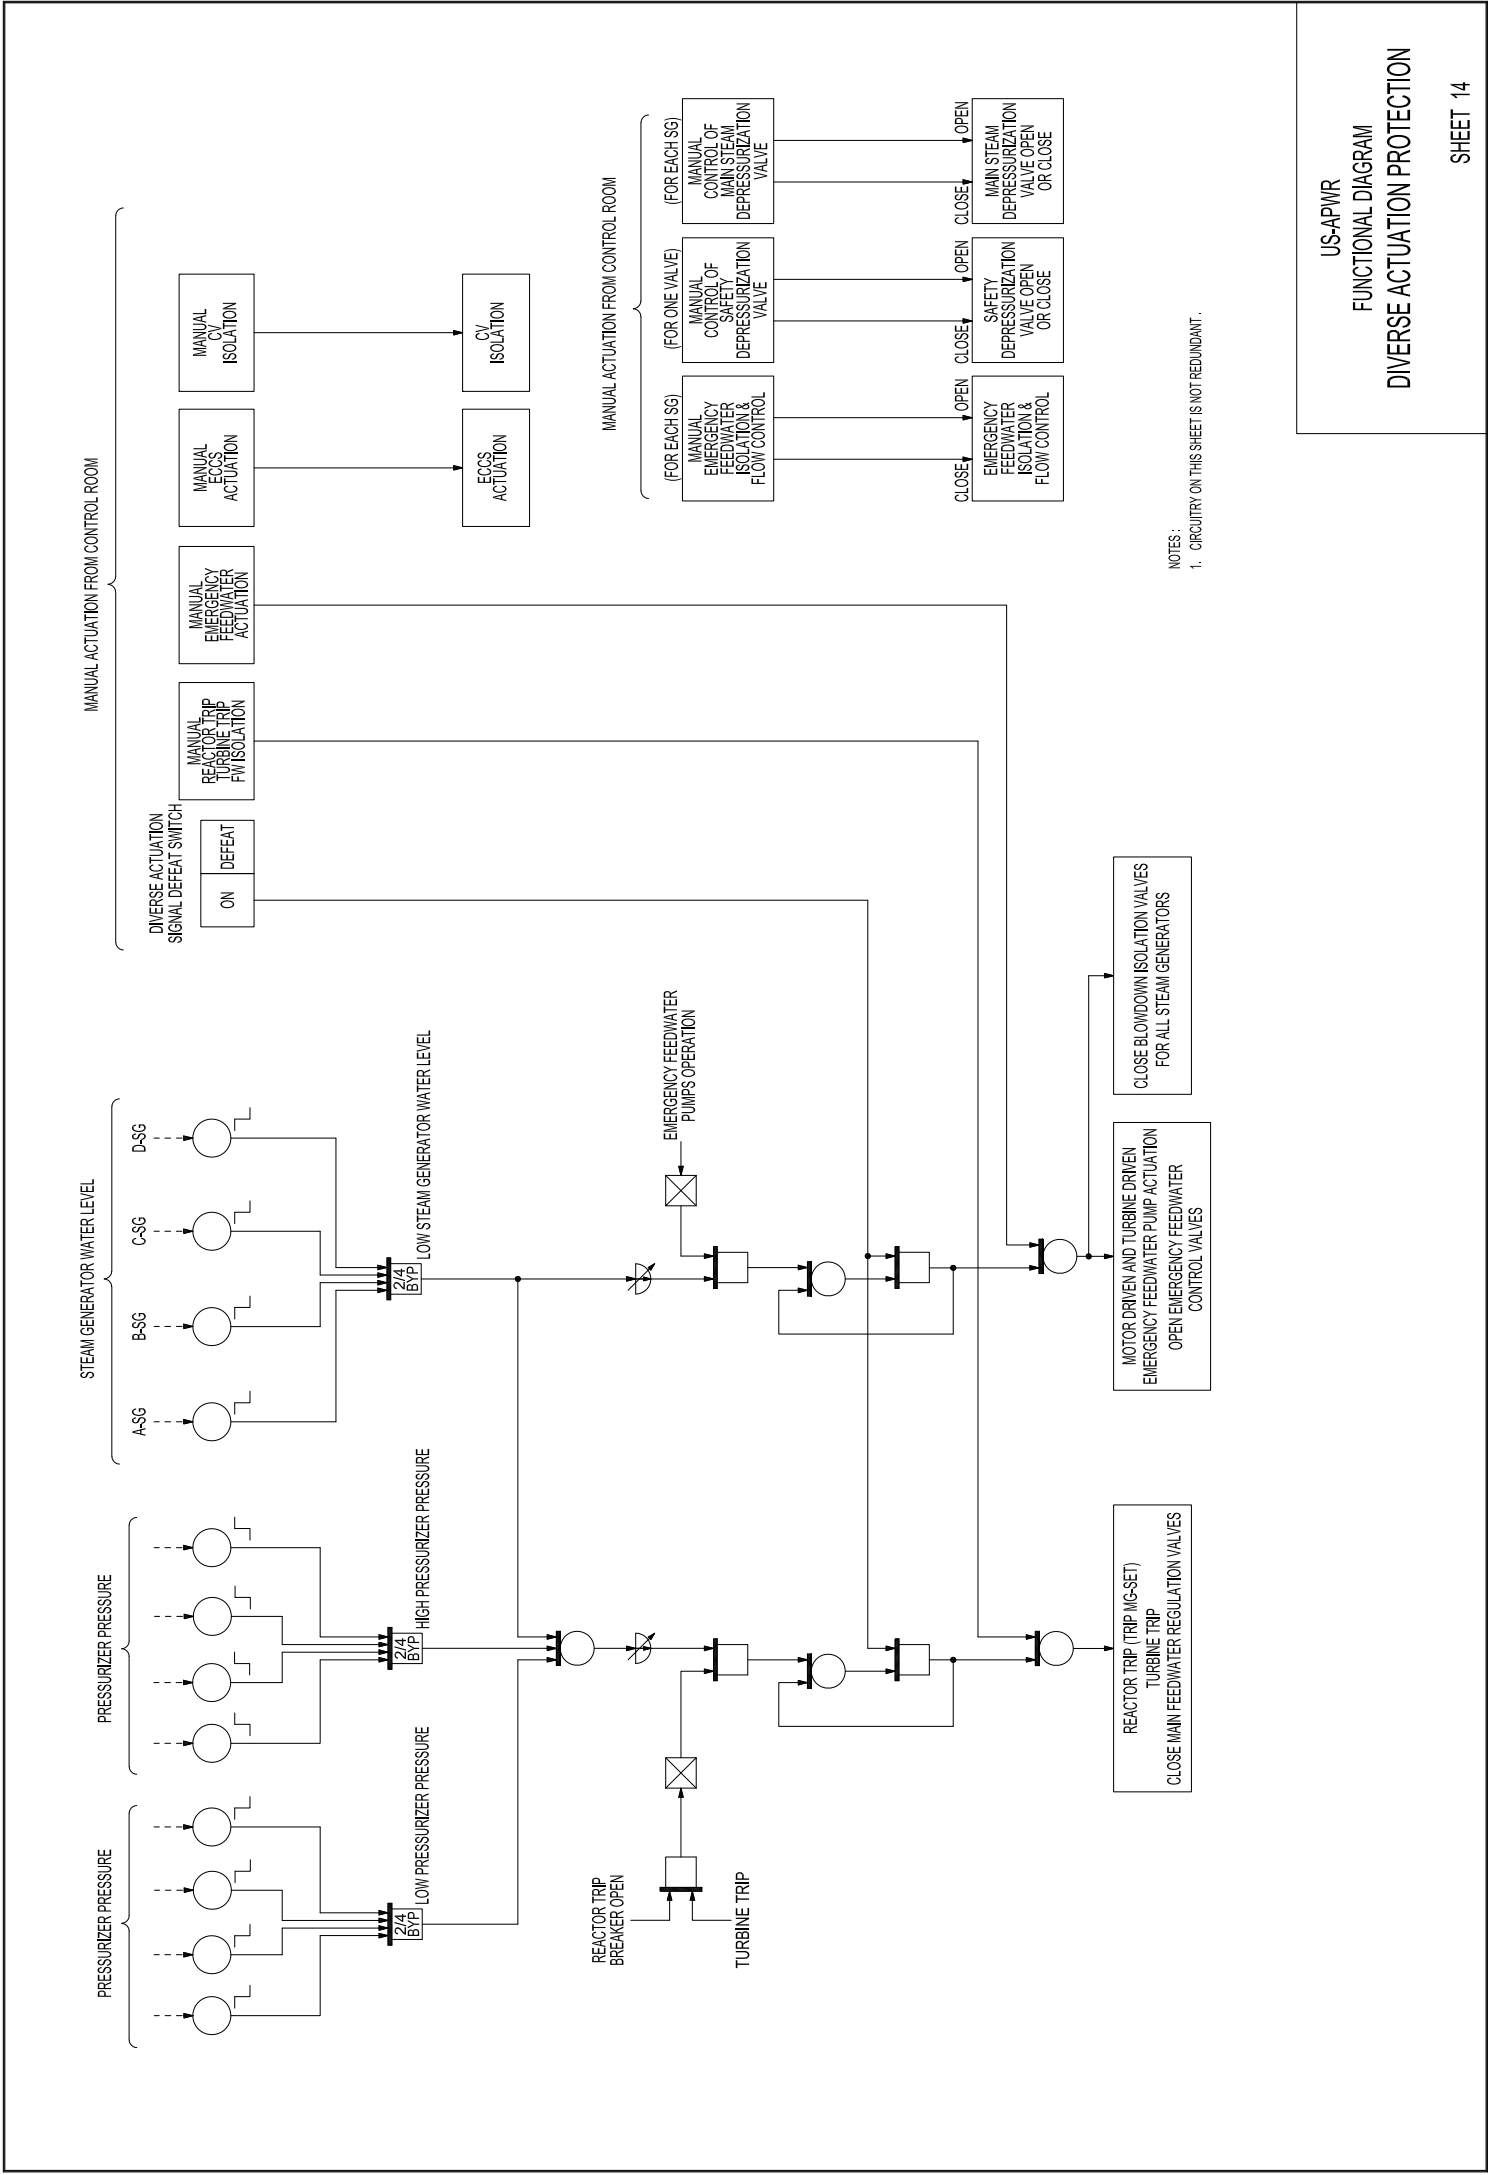 MANUAL ACTUATION FROM CONTROL ROOM
STEAM GENERATOR WATER LEVEL
PRESSURIZER PRESSURE
PRESSURIZER PRESSURE
A-SG
B-SG
C-SG
D-SG
DIVERSE ACTUATION
SIGNAL DEFEAT SWITCH
ON
DEFEAT
MANUAL
REACTOR TRIP
TURBINE TRIP
FW ISOLATION
MANUAL
EMERGENCY
FEEDWATER
ACTUATION
MANUAL
ECCS
ACTUATION
MANUAL
CV
ISOLATION
2/4
BYP
LOW PRESSURIZER PRESSURE
2/4
BYP
HIGH PRESSURIZER PRESSURE
2/4
BYP
LOW STEAM GENERATOR WATER LEVEL
ECCS
ACTUATION
CV
ISOLATION
REACTOR TRIP
BREAKER OPEN
TURBINE TRIP
EMERGENCY FEEDWATER
PUMPS OPERATION
MANUAL ACTUATION FROM CONTROL ROOM
(FOR EACH SG)
MANUAL
EMERGENCY
FEEDWATER
ISOLATION &
FLOW CONTROL
(FOR ONE VALVE)
MANUAL
CONTROL OF
SAFETY
DEPRESSURIZATION
VALVE
(FOR EACH SG)
MANUAL
CONTROL OF
MAIN STEAM
DEPRESSURIZATION
VALVE
CLOSE
OPEN
EMERGENCY
FEEDWATER
ISOLATION &
FLOW CONTROL
CLOSE
OPEN
SAFETY
DEPRESSURIZATION
VALVE OPEN
OR CLOSE
CLOSE
OPEN
MAIN STEAM
DEPRESSURIZATION
VALVE OPEN
OR CLOSE
REACTOR TRIP (TRIP MG-SET)
TURBINE TRIP
CLOSE MAIN FEEDWATER REGULATION VALVES
MOTOR DRIVEN AND TURBINE DRIVEN
EMERGENCY FEEDWATER PUMP ACTUATION
OPEN EMERGENCY FEEDWATER
CONTROL VALVES
CLOSE BLOWDOWN ISOLATION VALVES
FOR ALL STEAM GENERATORS
NOTES :
1. CIRCUITRY ON THIS SHEET IS NOT REDUNDANT .
US-APWR
FUNCTIONAL DIAGRAM
DIVERSE ACTUATION PROTECTION
SHEET 14